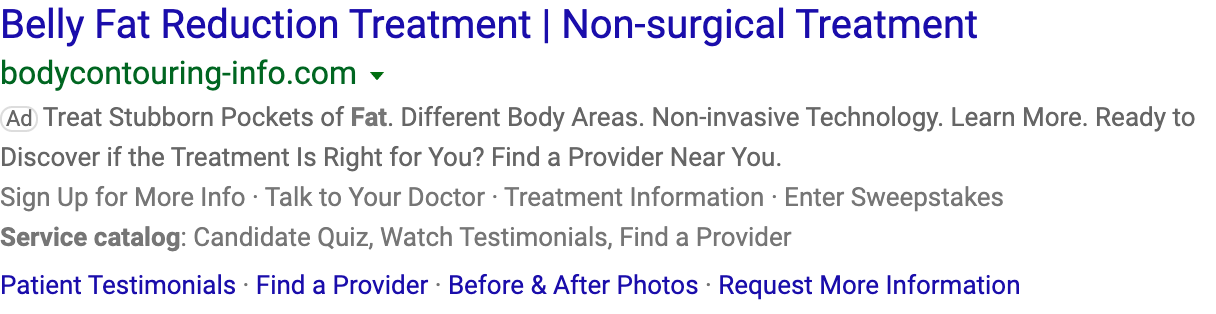 Belly Fat Reduction Treatment | Non-surgical Treatment
bodycontouring-info.com
Ad Treat Stubborn Pockets of Fat. Different Body Areas. Non-invasive Technology. Learn More. Ready to
Discover if the Treatment Is Right for You? Find a Provider Near You.
Sign Up for More Info · Talk to Your Doctor · Treatment Information · Enter Sweepstakes
Service catalog: Candidate Quiz, Watch Testimonials, Find a Provider
Patient Testimonials · Find a Provider · Before & After Photos · Request More Information